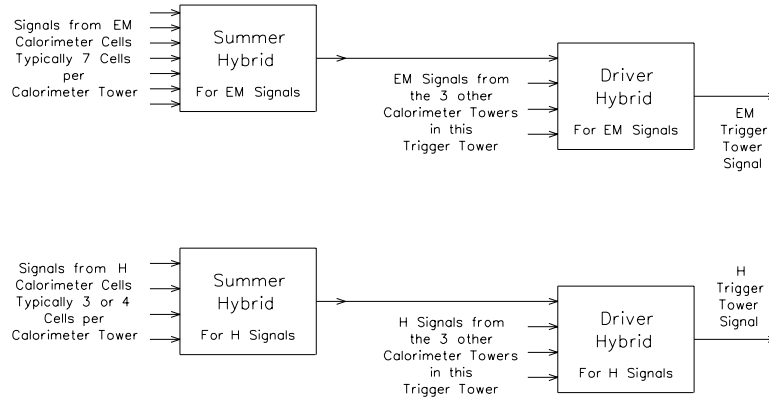 Signals from EM
Calorimeter Cells
Typically 7 Cells
per
Calorimeter Tower
Summer
Hybrid
For EM Signals
EM Signals from
the 3 other
Calorimeter Towers
in this
Trigger Tower
Driver
Hybrid
For EM Signals
EM
Trigger
Tower
Signal
Signals from H
Calorimeter Cells
Typically 3 or 4
Cells per
Calorimeter Tower
Summer
Hybrid
For H Signals
H Signals from
the 3 other
Calorimeter Towers
in this
Trigger Tower
Driver
Hybrid
For H Signals
H
Trigger
Tower
Signal